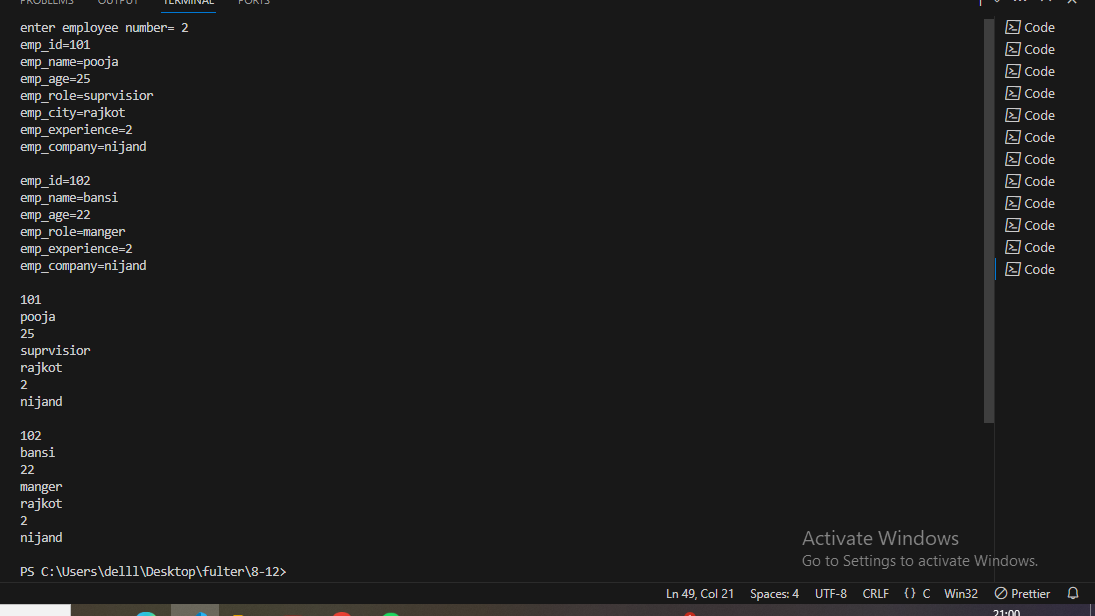 PROBLEMS OUTPUT TERMINAL PORTS
enter employee number= 2
emp_id=101
emp_name=pooja
emp_age=25
emp_role=suprvisior
emp_city=rajkot
emp_experience=2
emp_company=nijand
emp_id=102
emp_name=bansi
emp_age=22
emp_role=manger
emp_experience=2
emp_company=nijand
101
pooja
25
suprvisior
rajkot
2
nijand
102
bansi
22
manger
rajkot
2
nijand
PS C:\Users\delll\Desktop\fulter\8-12>
Code
Code
Code
Code
Code
Code
Code
Code
Code
Code
Code
Code
Activate Windows
Go to Settings to activate Windows.
Ln 49, Col 21 Spaces: 4 UTF-8 CRLF {} C Win32 Prettier
21:00